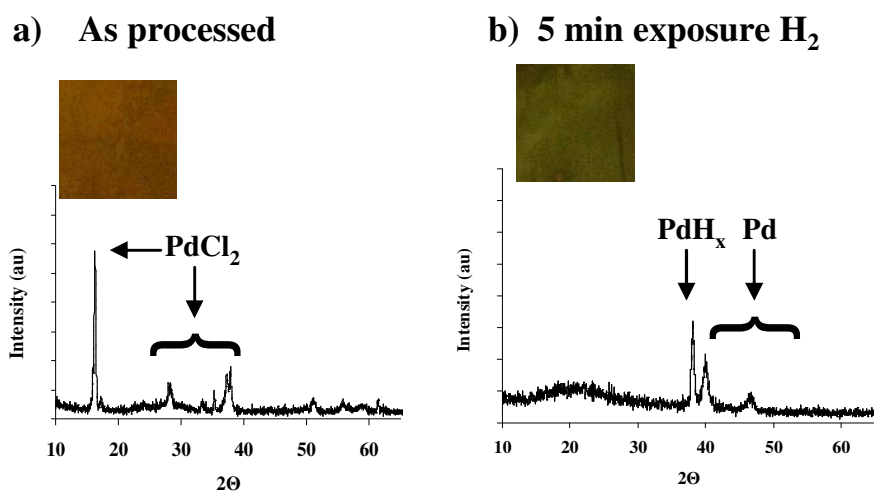 a) As processed
PdCl₂
Intensity (au)
10 20 30 40 50 60
2Θ
b) 5 min exposure H₂
PdHₓ Pd
Intensity (au)
10 20 30 40 50 60
2Θ